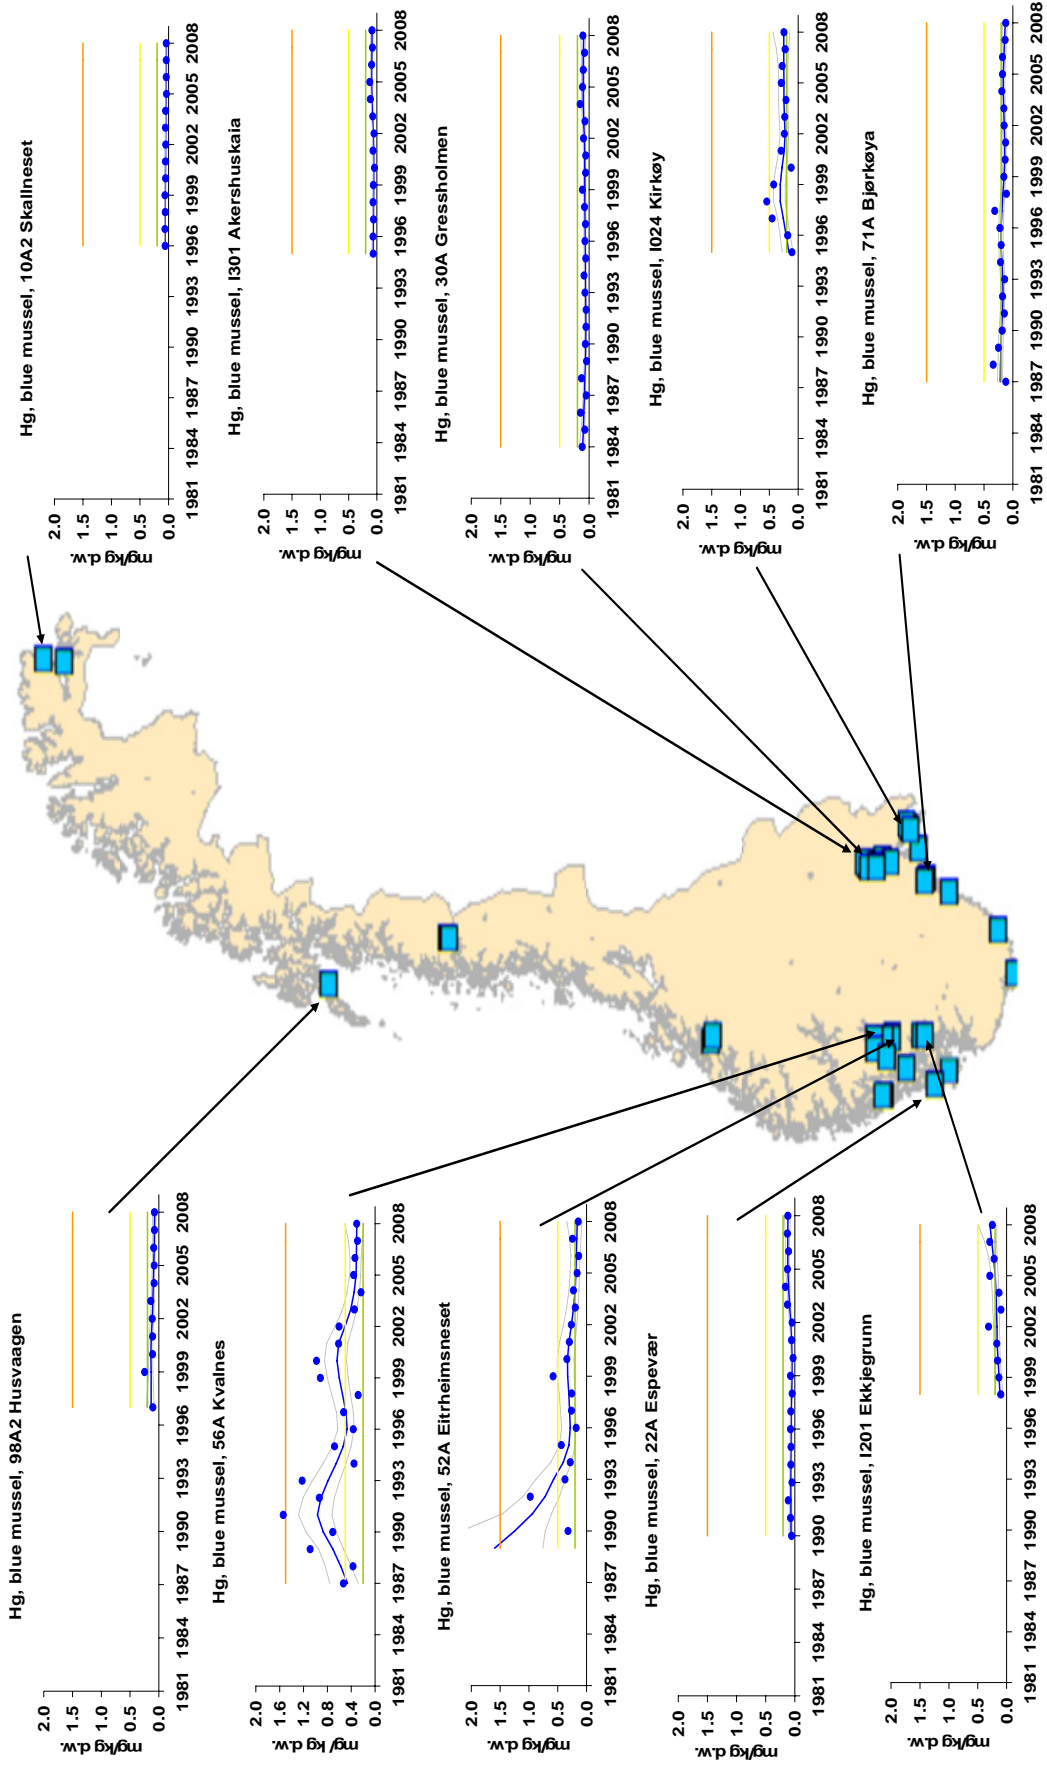 Hg, blue mussel, 98A2 Husvaagen
2.0
1.5
1.0
0.5
0.0
mg/kg d.w.
1981 1984 1987 1990 1993 1996 1999 2002 2005 2008
Hg, blue mussel, 56A Kvalnes
2.0
1.6
1.2
0.8
0.4
0.0
mg/ kg d.w.
1981 1984 1987 1990 1993 1996 1999 2002 2005 2008
Hg, blue mussel, 52A Eitrheimsneset
2.0
1.5
1.0
0.5
0.0
mg/kg d.w.
1981 1984 1987 1990 1993 1996 1999 2002 2005 2008
Hg, blue mussel, 22A Espevær
2.0
1.5
1.0
0.5
0.0
mg/kg d.w.
1981 1984 1987 1990 1993 1996 1999 2002 2005 2008
Hg, blue mussel, I201 Ekkjegrunn
2.0
1.5
1.0
0.5
0.0
mg/kg d.w.
1981 1984 1987 1990 1993 1996 1999 2002 2005 2008
Hg, blue mussel, 10A2 Skallneset
2.0
1.5
1.0
0.5
0.0
mg/kg d.w.
1981 1984 1987 1990 1993 1996 1999 2002 2005 2008
Hg, blue mussel, I301 Akershuskaia
2.0
1.5
1.0
0.5
0.0
mg/kg d.w.
1981 1984 1987 1990 1993 1996 1999 2002 2005 2008
Hg, blue mussel, 30A Gressholmen
2.0
1.5
1.0
0.5
0.0
mg/kg d.w.
1981 1984 1987 1990 1993 1996 1999 2002 2005 2008
Hg, blue mussel, I024 Kirkøy
2.0
1.5
1.0
0.5
0.0
mg/kg d.w.
1981 1984 1987 1990 1993 1996 1999 2002 2005 2008
Hg, blue mussel, 71A Bjørkøya
2.0
1.5
1.0
0.5
0.0
mg/kg d.w.
1981 1984 1987 1990 1993 1996 1999 2002 2005 2008